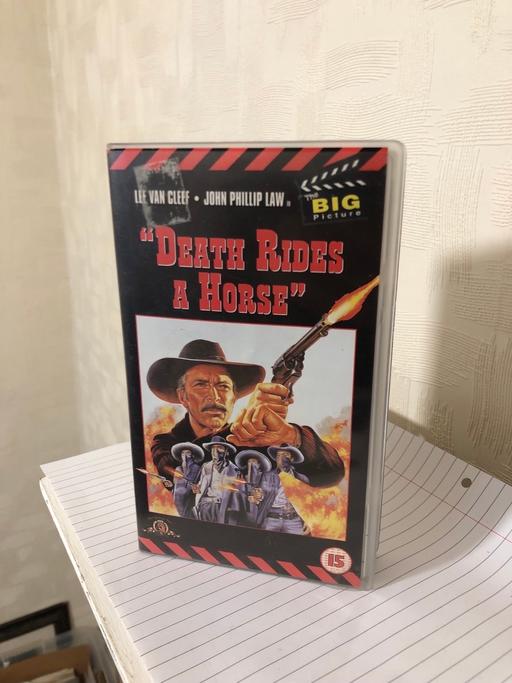 LEE VAN CLEEF • JOHN PHILLIP LAW in
The
BIG
Picture
"DEATH RIDES
A HORSE"
15